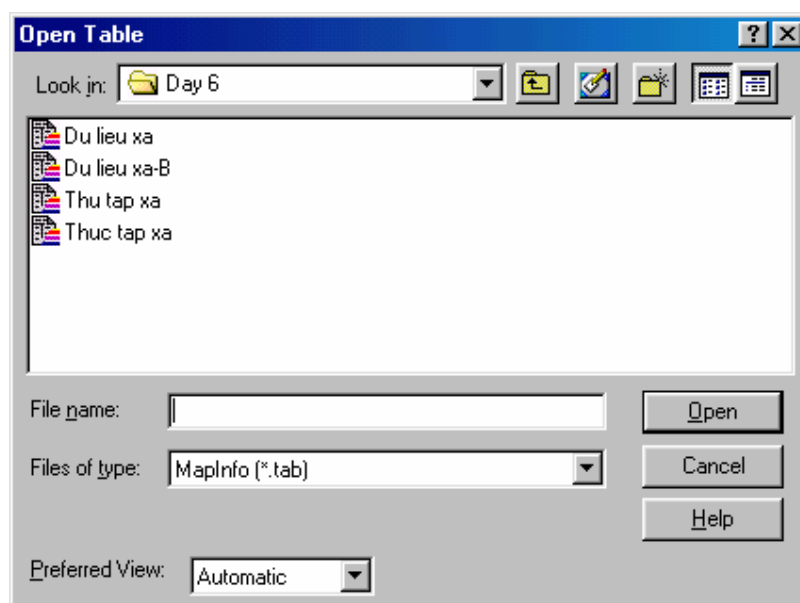 Open Table
Look in: Day 6
Du lieu xa
Du lieu xa-B
Thu tap xa
Thuc tap xa
File name: Open
Files of type: MapInfo (*.tab) Cancel
Help
Preferred View: Automatic